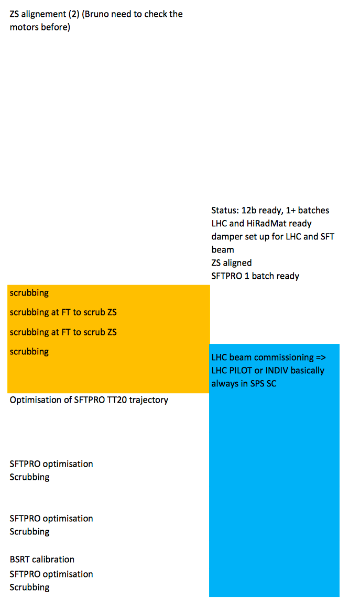 ZS alignement (2) (Bruno need to check the
motors before)
Status: 12b ready, 1+ batches
LHC and HiRadMat ready
damper set up for LHC and SFT
beam
ZS aligned
SFTPRO 1 batch ready
scrubbing
scrubbing at FT to scrub ZS
scrubbing at FT to scrub ZS
scrubbing
LHC beam commissioning =>
LHC PILOT or INDIV basically
always in SPS SC
Optimisation of SFTPRO TT20 trajectory
SFTPRO optimisation
Scrubbing
SFTPRO optimisation
Scrubbing
BSRT calibration
SFTPRO optimisation
Scrubbing